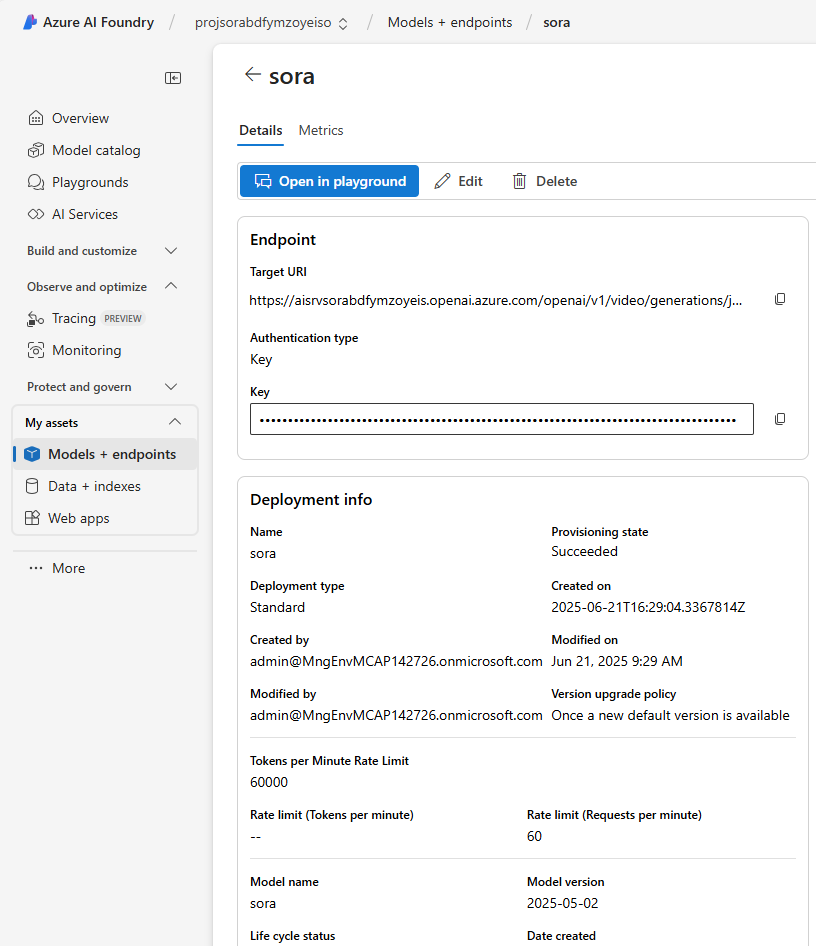 Azure AI Foundry / projsorabdfymzoyeiso / Models + endpoints / sora
Overview
Model catalog
Playgrounds
AI Services
Build and customize
Observe and optimize
Tracing PREVIEW
Monitoring
Protect and govern
My assets
Models + endpoints
Data + indexes
Web apps
More
sora
Details Metrics
Open in playground Edit Delete
Endpoint
Target URI
https://aisrvsorabdfymzoyeis.openai.azure.com/openai/v1/video/generations/j...
Authentication type
Key
Key
Deployment info
Name Provisioning state
sora Succeeded
Deployment type Created on
Standard 2025-06-21T16:29:04.3367814Z
Created by Modified on
admin@MngEnvMCAP142726.onmicrosoft.com Jun 21, 2025 9:29 AM
Modified by Version upgrade policy
admin@MngEnvMCAP142726.onmicrosoft.com Once a new default version is available
Tokens per Minute Rate Limit
60000
Rate limit (Tokens per minute) Rate limit (Requests per minute)
-- 60
Model name Model version
sora 2025-05-02
Life cycle status Date created